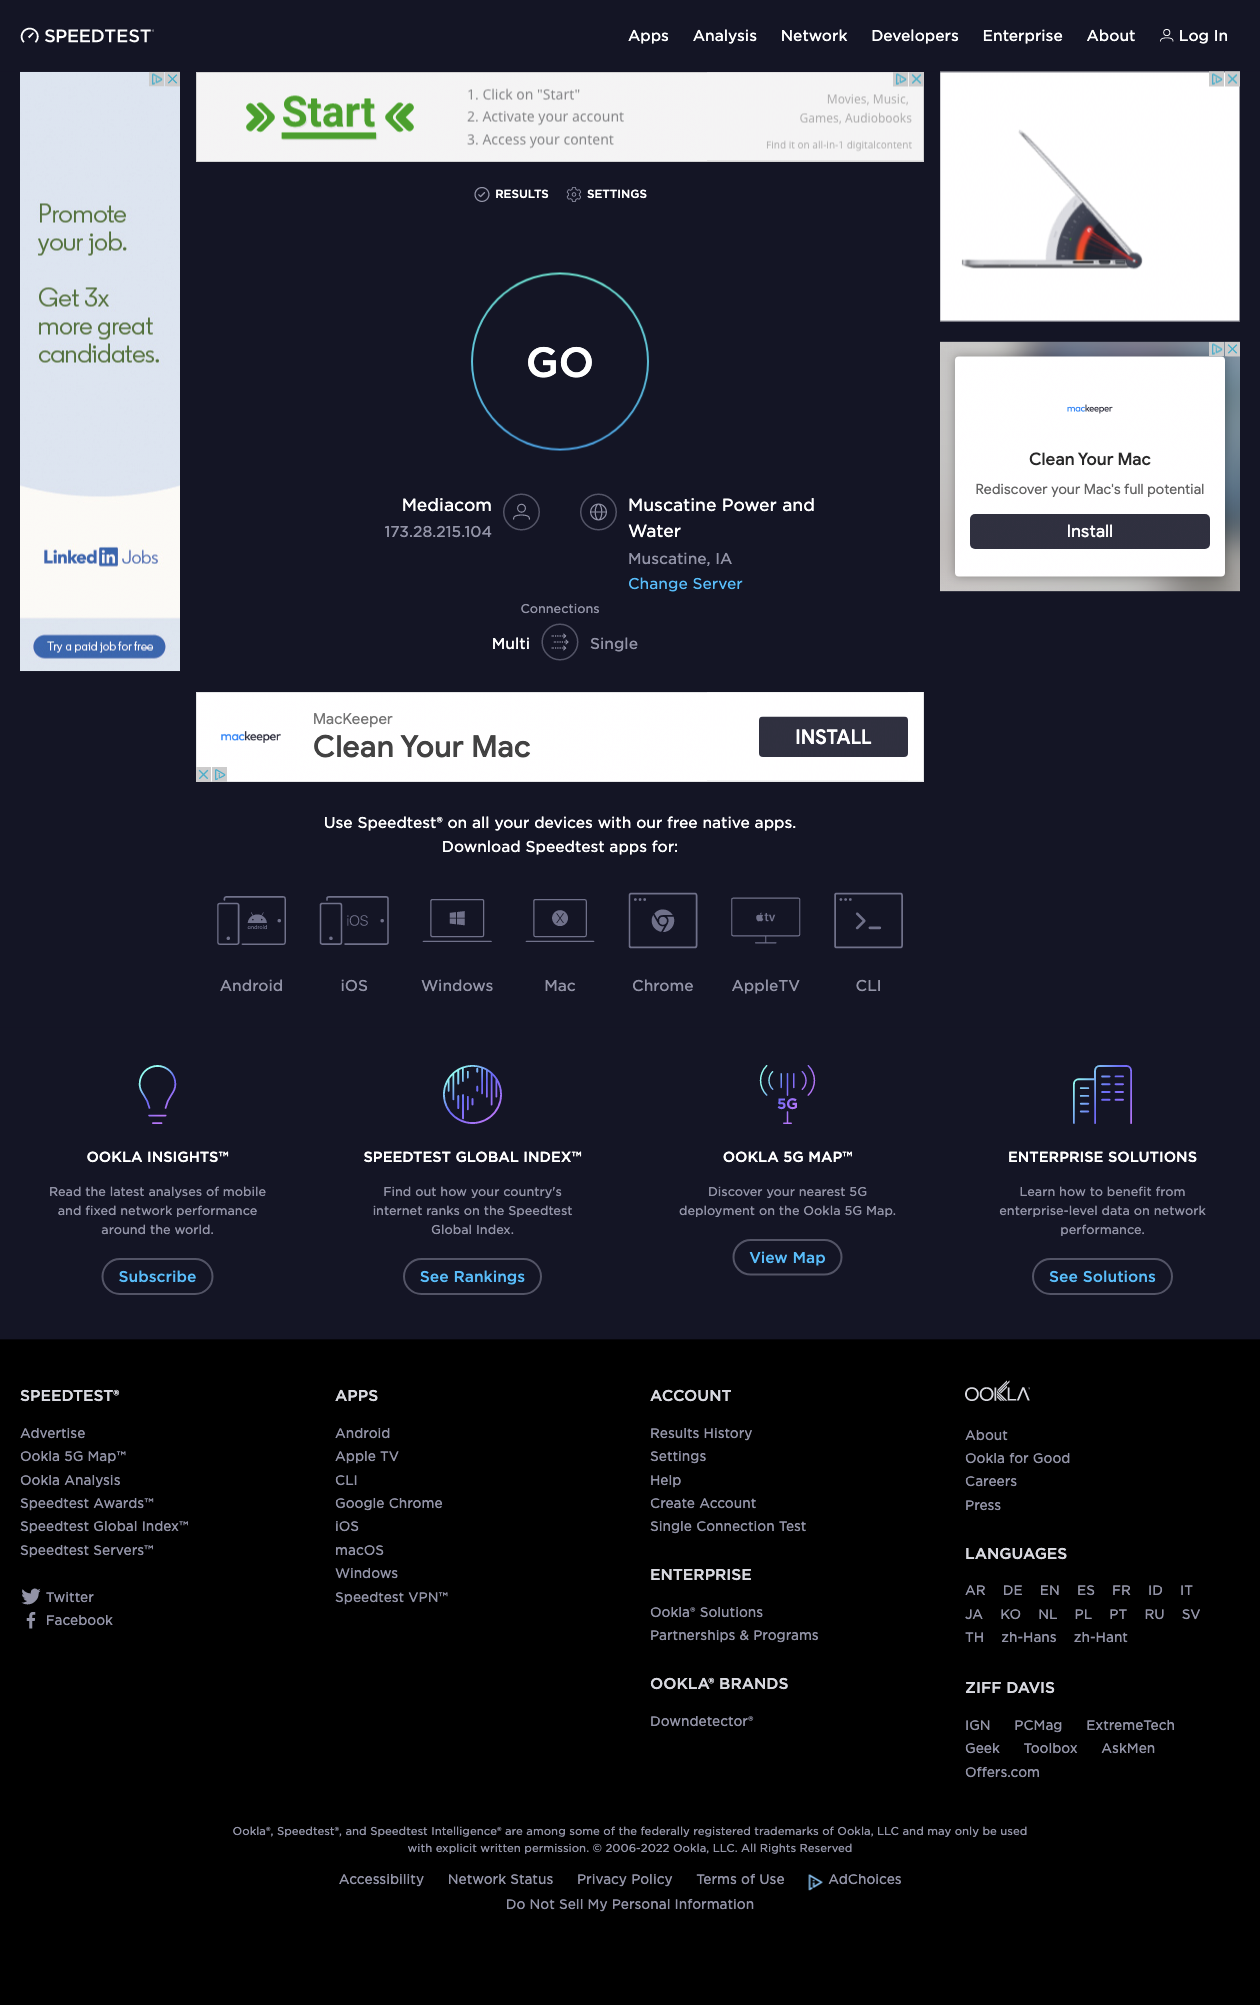 SPEEDTEST
Apps Analysis Network Developers Enterprise About Log In
Promote
your job.
Get 3x
more great
candidates.
Linked in Jobs
Try a paid job for free
Start
1. Click on "Start"
2. Activate your account
3. Access your content
Movies, Music,
Games, Audiobooks
Find it on all-in-1 digitalcontent
RESULTS SETTINGS
GO
Mediacom
173.28.215.104
Muscatine Power and
Water
Muscatine, IA
Change Server
Connections
Multi Single
mackeeper
Clean Your Mac
Rediscover your Mac's full potential
Install
mackeeper
MacKeeper
Clean Your Mac
INSTALL
Use Speedtest® on all your devices with our free native apps.
Download Speedtest apps for:
android iOS X tv
Android iOS Windows Mac Chrome AppleTV CLI
5G
OOKLA INSIGHTS™
Read the latest analyses of mobile
and fixed network performance
around the world.
Subscribe
SPEEDTEST GLOBAL INDEX™
Find out how your country's
internet ranks on the Speedtest
Global Index.
See Rankings
OOKLA 5G MAP™
Discover your nearest 5G
deployment on the Ookla 5G Map.
View Map
ENTERPRISE SOLUTIONS
Learn how to benefit from
enterprise-level data on network
performance.
See Solutions
SPEEDTEST®
Advertise
Ookla 5G Map™
Ookla Analysis
Speedtest Awards™
Speedtest Global Index™
Speedtest Servers™
Twitter
Facebook
APPS
Android
Apple TV
CLI
Google Chrome
iOS
macOS
Windows
Speedtest VPN™
ACCOUNT
Results History
Settings
Help
Create Account
Single Connection Test
ENTERPRISE
Ookla® Solutions
Partnerships & Programs
OOKLA® BRANDS
Downdetector®
OOKLA
About
Ookla for Good
Careers
Press
LANGUAGES
AR DE EN ES FR ID IT
JA KO NL PL PT RU SV
TH zh-Hans zh-Hant
ZIFF DAVIS
IGN PCMag ExtremeTech
Geek Toolbox AskMen
Offers.com
Ookla®, Speedtest®, and Speedtest Intelligence® are among some of the federally registered trademarks of Ookla, LLC and may only be used
with explicit written permission. © 2006-2022 Ookla, LLC. All Rights Reserved
Accessibility Network Status Privacy Policy Terms of Use AdChoices
Do Not Sell My Personal Information